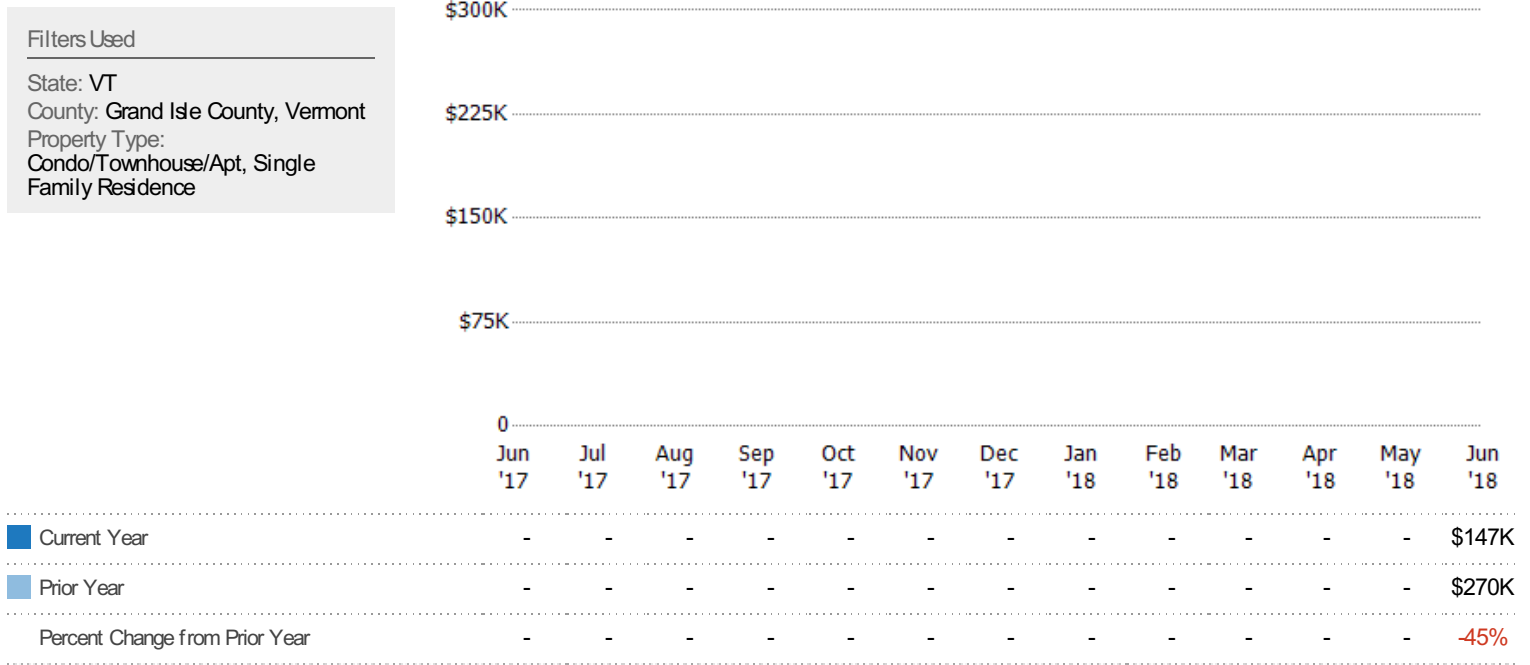 Filters Used
State: VT
County: Grand Isle County, Vermont
Property Type:
Condo/Townhouse/Apt, Single
Family Residence
$300K
$225K
$150K
$75K
0
Jun Jul Aug Sep Oct Nov Dec Jan Feb Mar Apr May Jun
'17 '17 '17 '17 '17 '17 '17 '18 '18 '18 '18 '18 '18
Current Year - - - - - - - - - - - - $147K
Prior Year - - - - - - - - - - - - $270K
Percent Change from Prior Year - - - - - - - - - - - - -45%